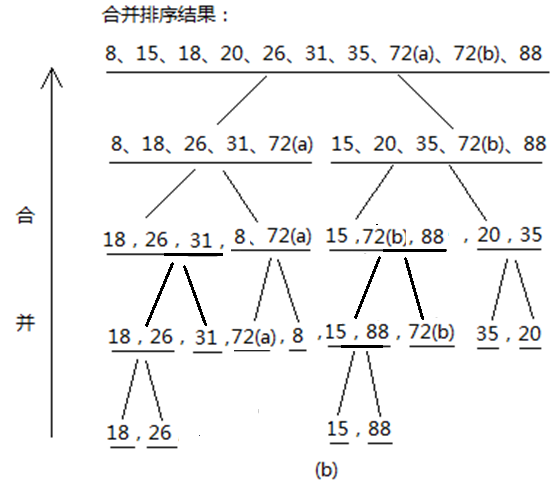 合并排序结果：
8、15、18、20、26、31、35、72(a)、72(b)、88
8、18、26、31、72(a) 15、20、35、72(b)、88
合
18，26，31，8、72(a) 15，72(b)，88，20，35
并
18，26，31，72(a)，8，15，88，72(b) 35，20
18，26 15，88
(b)